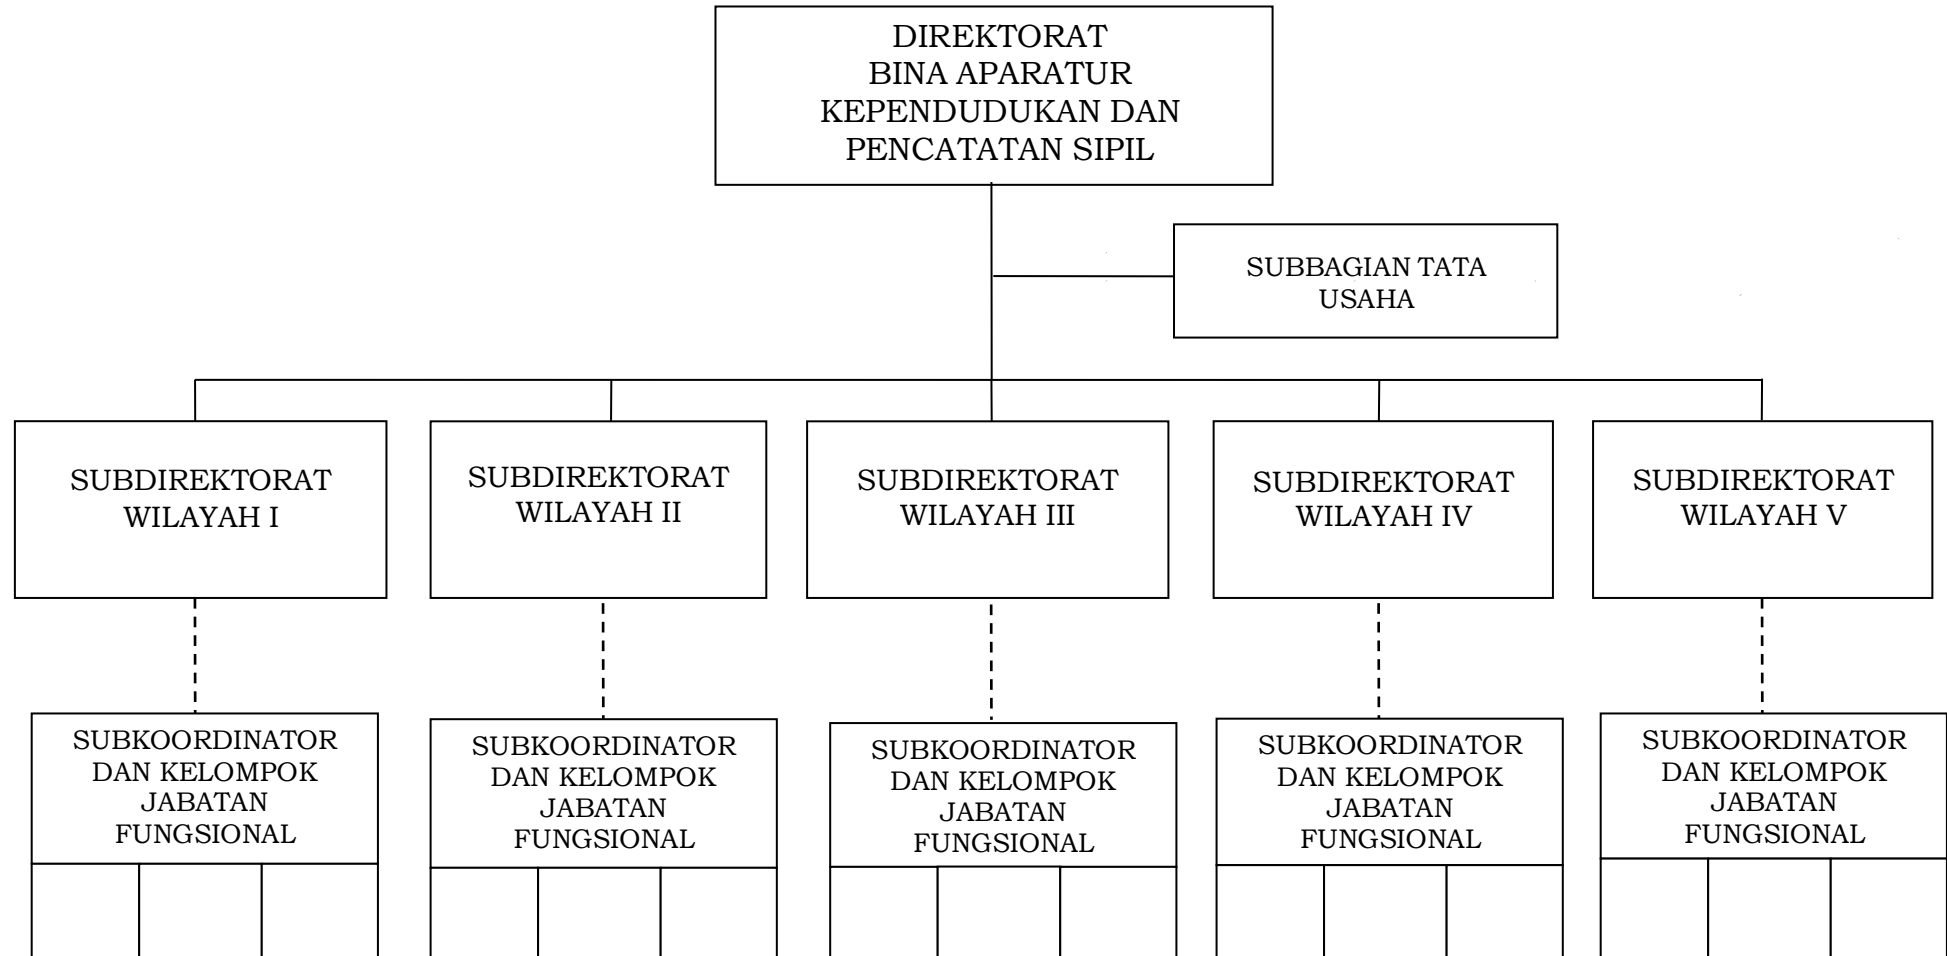 DIREKTORAT
BINA APARATUR
KEPENDUDUKAN DAN
PENCATATAN SIPIL
SUBBAGIAN TATA
USAHA
SUBDIREKTORAT
WILAYAH I
SUBDIREKTORAT
WILAYAH II
SUBDIREKTORAT
WILAYAH III
SUBDIREKTORAT
WILAYAH IV
SUBDIREKTORAT
WILAYAH V
SUBKOORDINATOR
DAN KELOMPOK
JABATAN
FUNGSIONAL
SUBKOORDINATOR
DAN KELOMPOK
JABATAN
FUNGSIONAL
SUBKOORDINATOR
DAN KELOMPOK
JABATAN
FUNGSIONAL
SUBKOORDINATOR
DAN KELOMPOK
JABATAN
FUNGSIONAL
SUBKOORDINATOR
DAN KELOMPOK
JABATAN
FUNGSIONAL